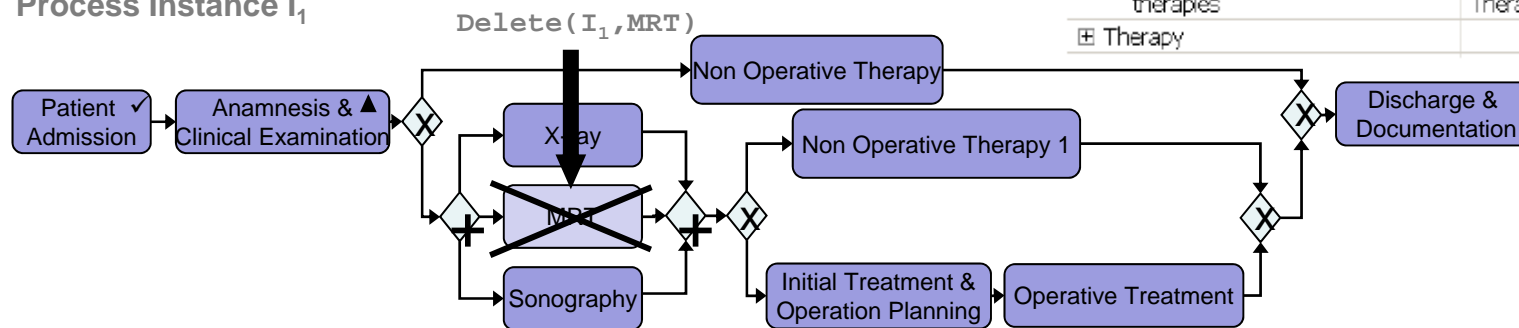 Process Instance I1
Delete(I1,MRT)
therapies
Thera
Therapy
Non Operative Therapy
Patient
Admission
Anamnesis &
Clinical Examination
X
X-ray
MRT
Sonography
+
+
X
Non Operative Therapy 1
Initial Treatment &
Operation Planning
Operative Treatment
X
X
Discharge &
Documentation